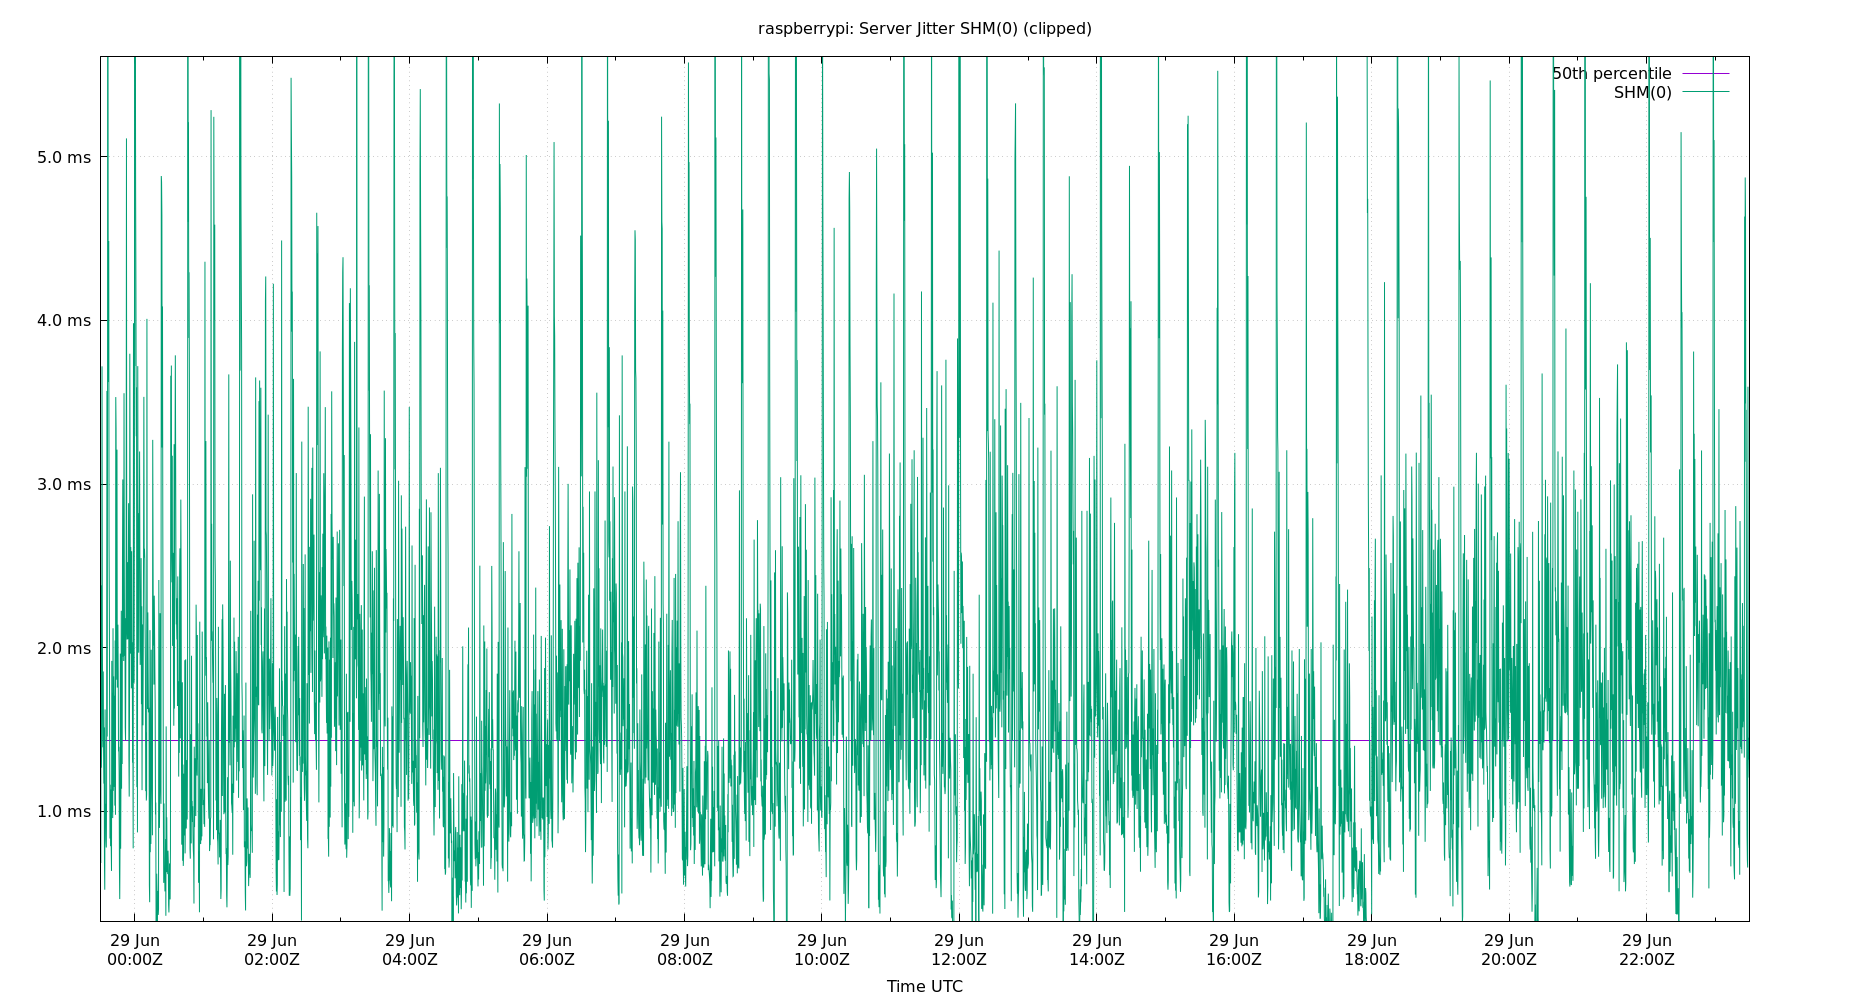 raspberrypi: Server Jitter SHM(0) (clipped)
50th percentile
SHM(0)
5.0 ms
4.0 ms
3.0 ms
2.0 ms
1.0 ms
29 Jun 29 Jun 29 Jun 29 Jun 29 Jun 29 Jun 29 Jun 29 Jun 29 Jun 29 Jun 29 Jun 29 Jun
00:00Z 02:00Z 04:00Z 06:00Z 08:00Z 10:00Z 12:00Z 14:00Z 16:00Z 18:00Z 20:00Z 22:00Z
Time UTC